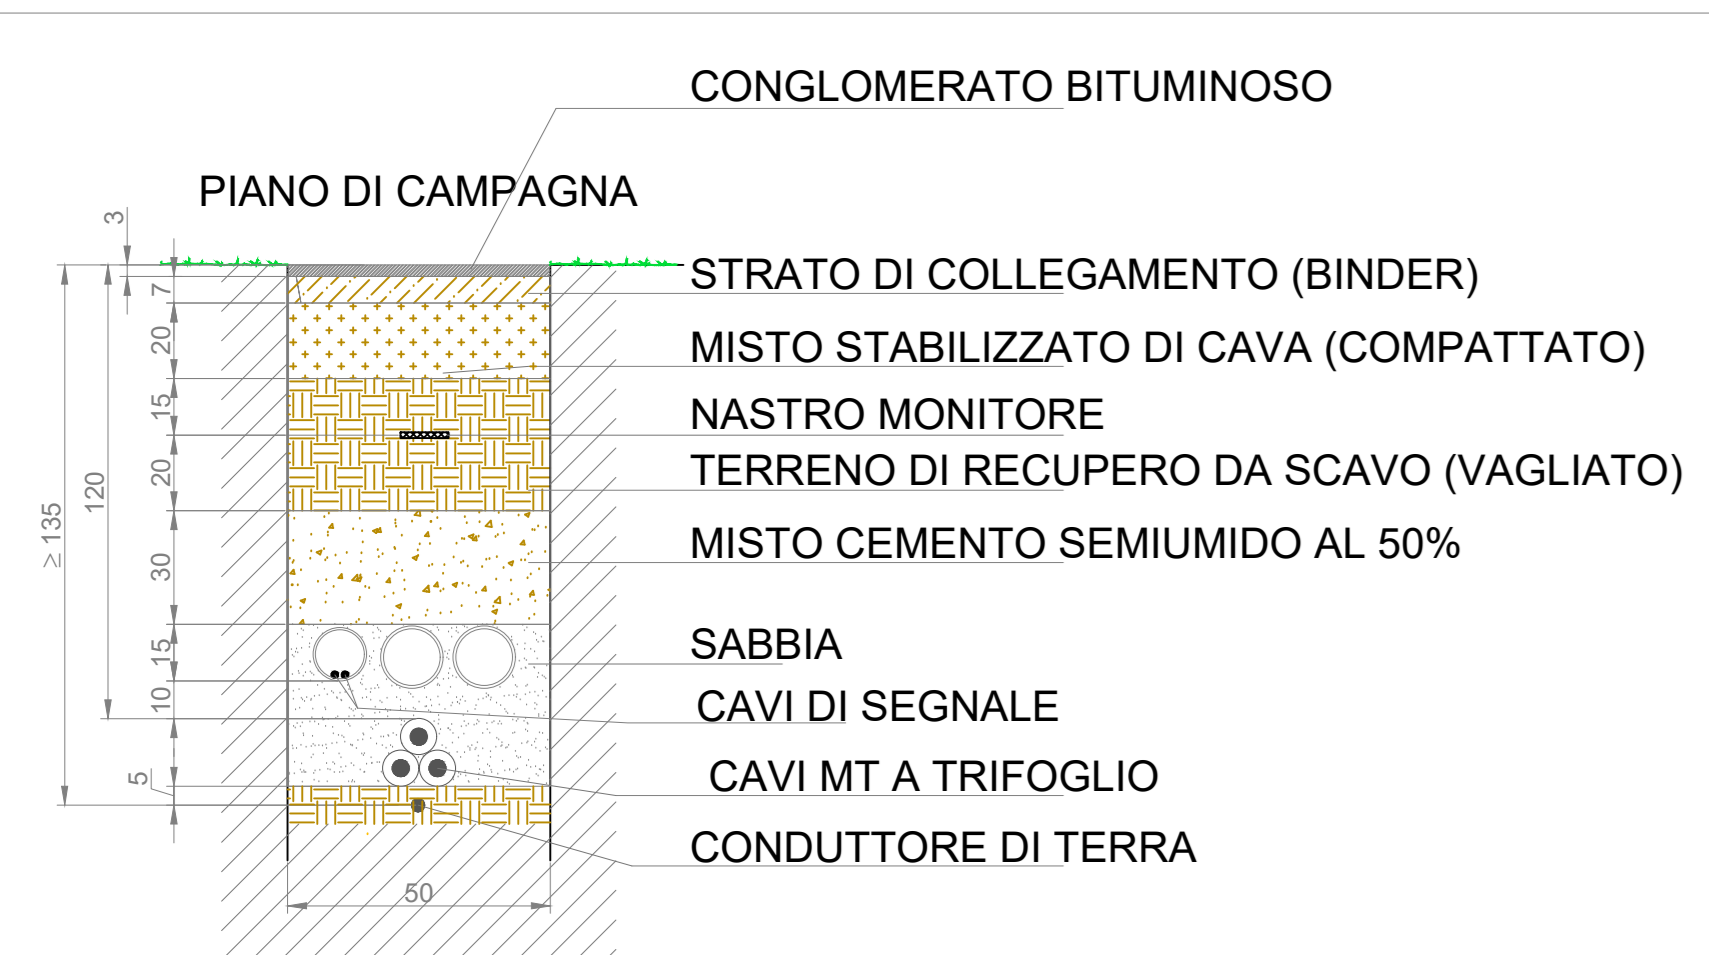 CONGLOMERATO BITUMINOSO
PIANO DI CAMPAGNA
3
STRATO DI COLLEGAMENTO (BINDER)
7
20
MISTO STABILIZZATO DI CAVA (COMPATTATO)
15
NASTRO MONITORE
20
TERRENO DI RECUPERO DA SCAVO (VAGLIATO)
120
≥ 135
30
MISTO CEMENTO SEMIUMIDO AL 50%
15
SABBIA
10
CAVI DI SEGNALE
5
CAVI MT A TRIFOGLIO
CONDUTTORE DI TERRA
50